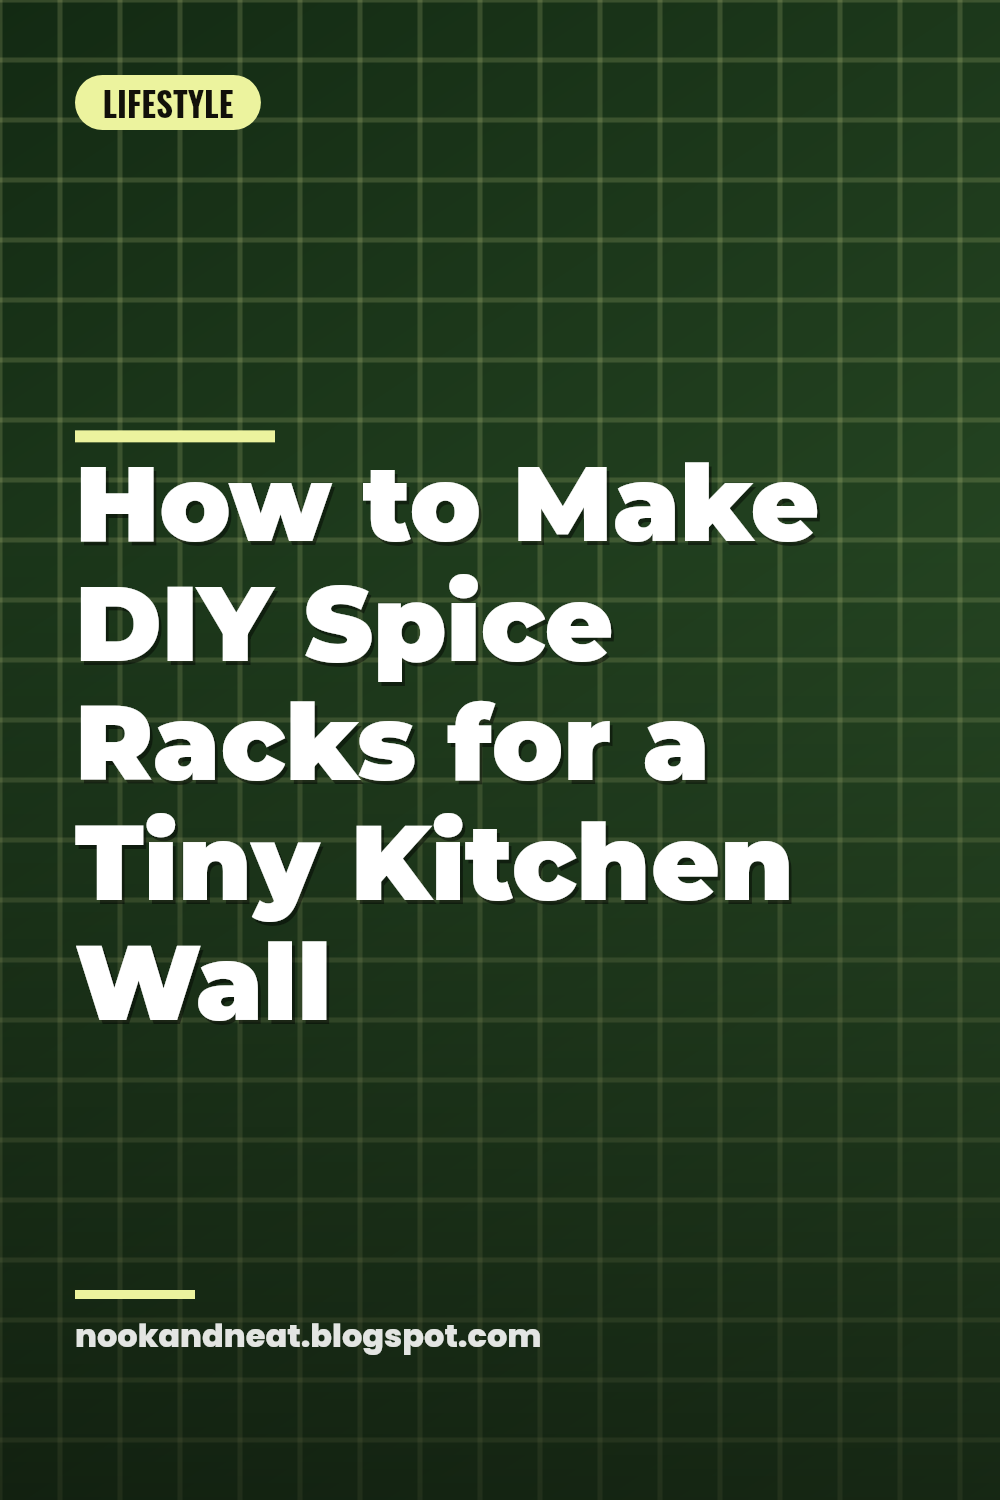 LIFESTYLE
How to Make
DIY Spice
Racks for a
Tiny Kitchen
Wall
nookandneat.blogspot.com